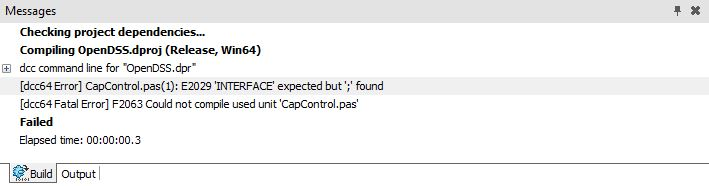 Messages
Checking project dependencies...
Compiling OpenDSS.dproj (Release, Win64)
dcc command line for "OpenDSS.dpr"
[dcc64 Error] CapControl.pas(1): E2029 'INTERFACE' expected but ';' found
[dcc64 Fatal Error] F2063 Could not compile used unit 'CapControl.pas'
Failed
Elapsed time: 00:00:00.3
Build Output